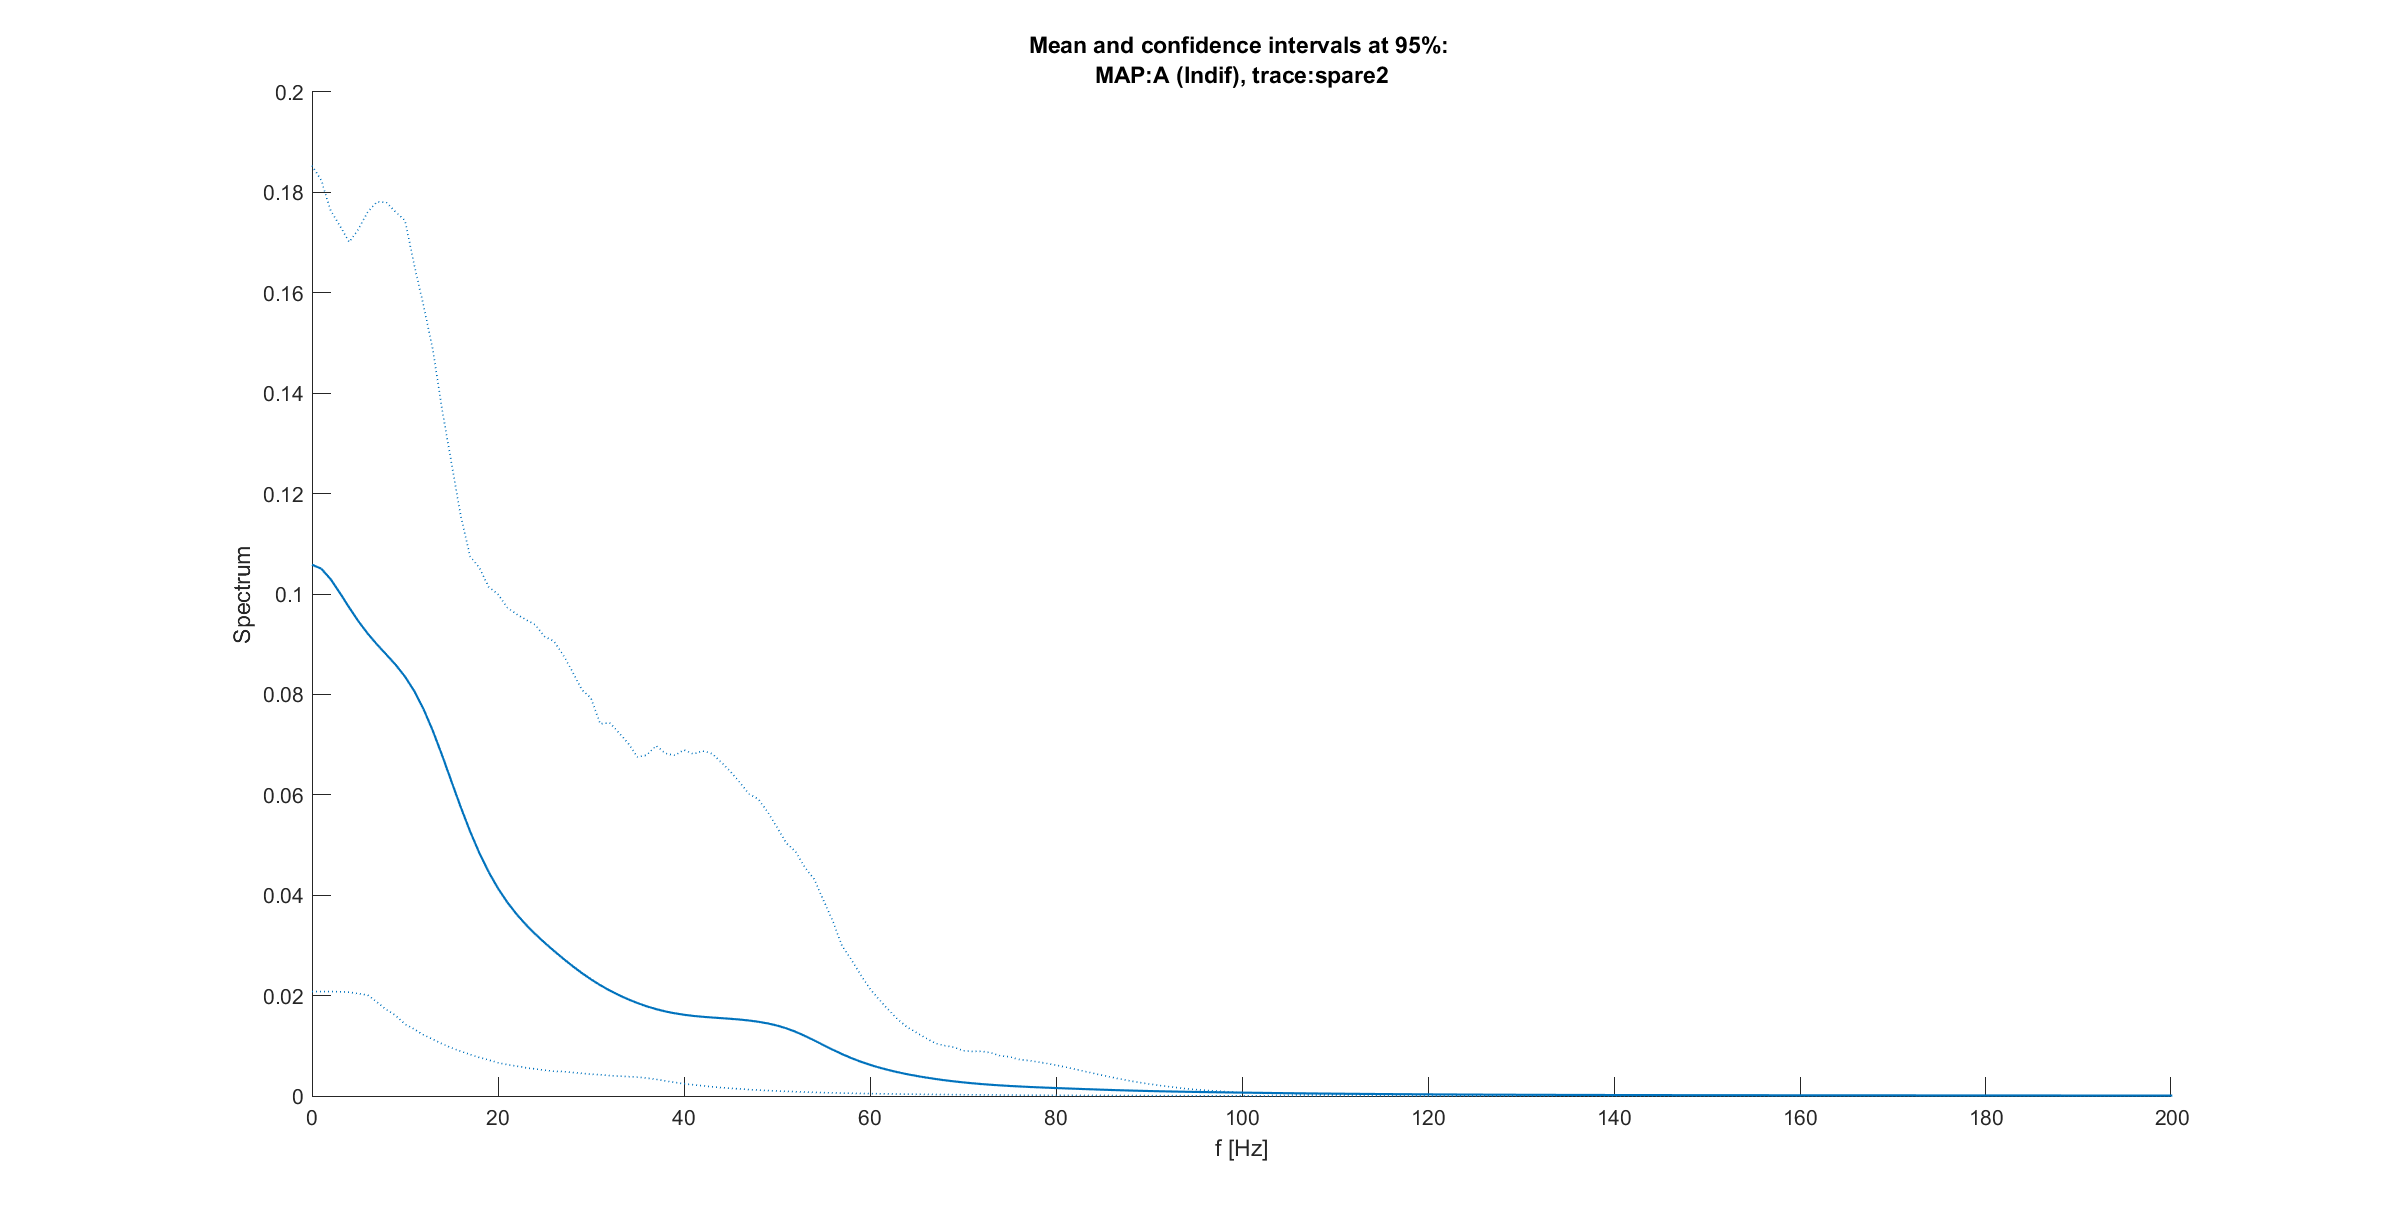 Mean and confidence intervals at 95%:
MAP:A (Indif), trace:spare2
0.2
0.18
0.16
0.14
0.12
0.1
0.08
0.06
0.04
0.02
0
Spectrum
0 20 40 60 80 100 120 140 160 180 200
f [Hz]